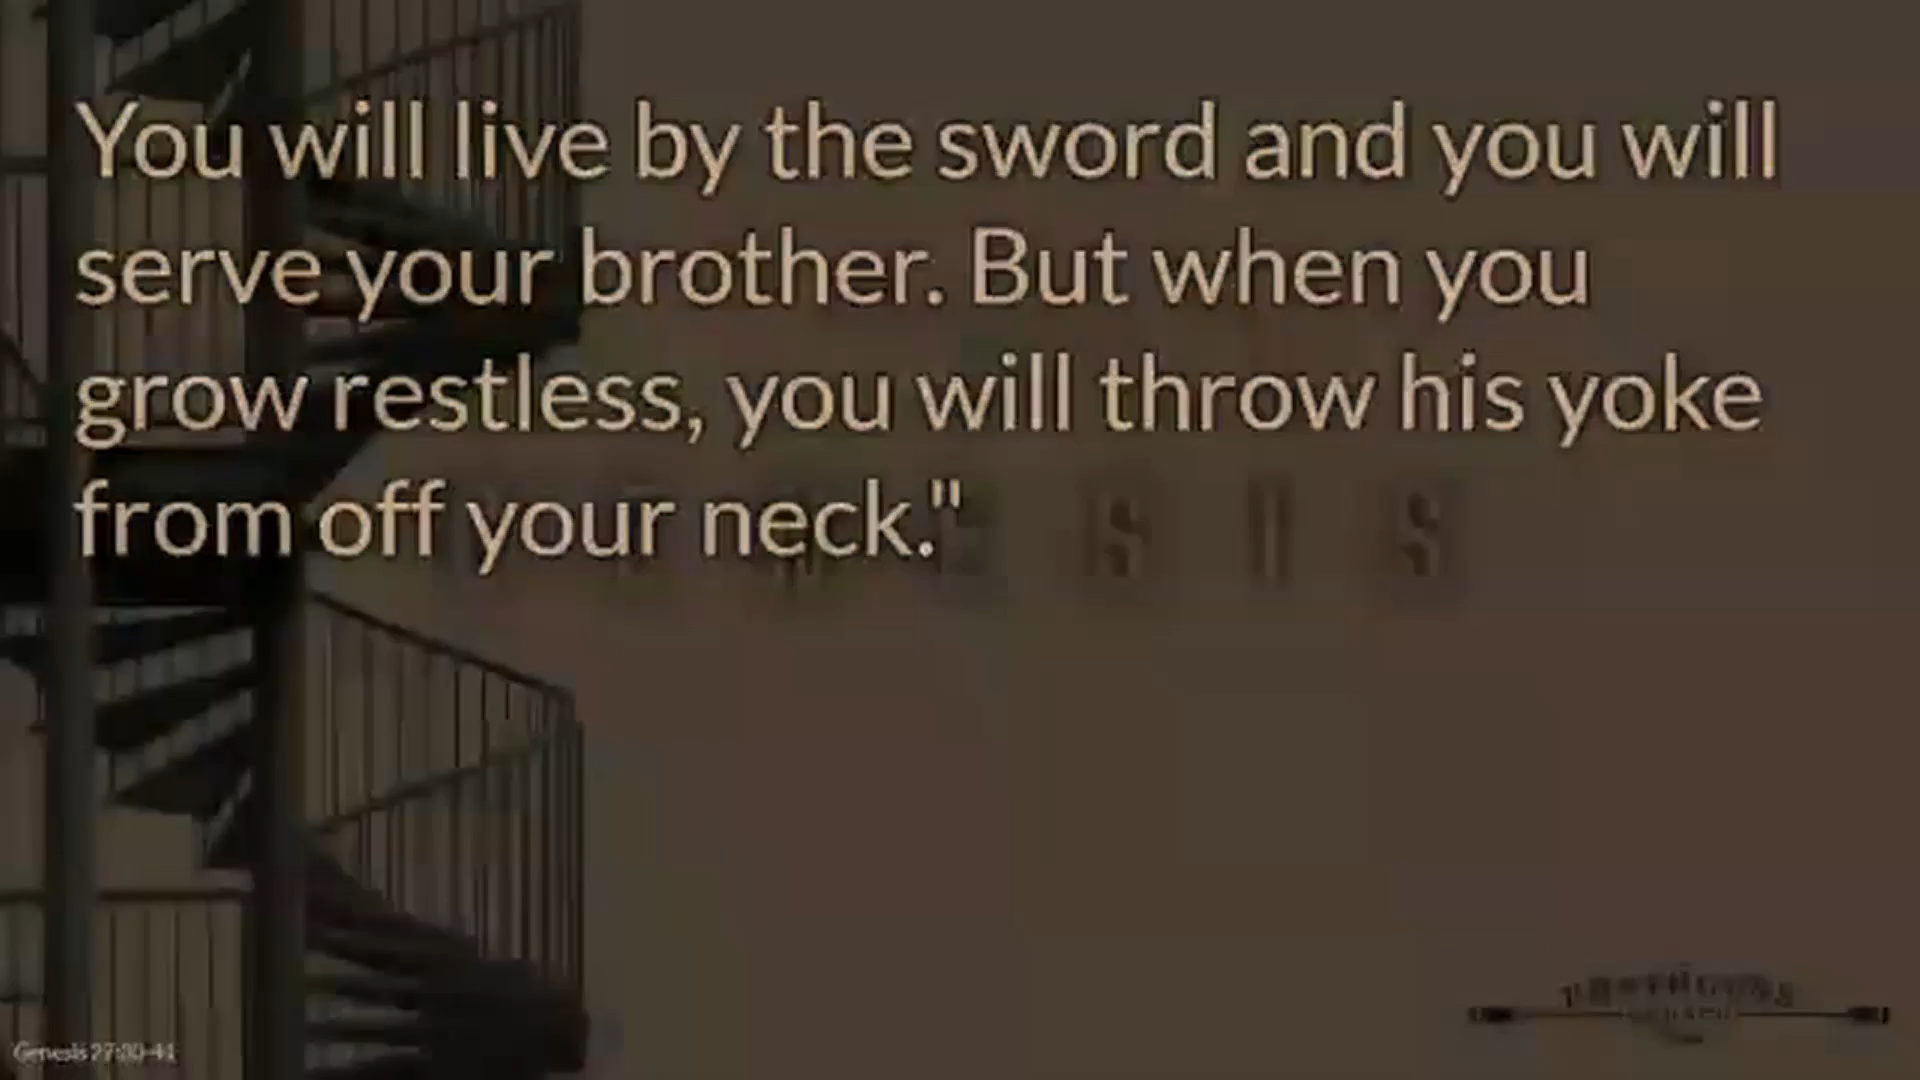 You will live by the sword and you will
serve your brother. But when you
grow restless, you will throw his yoke
from off your neck."
S I S
Genesis 27:30-41